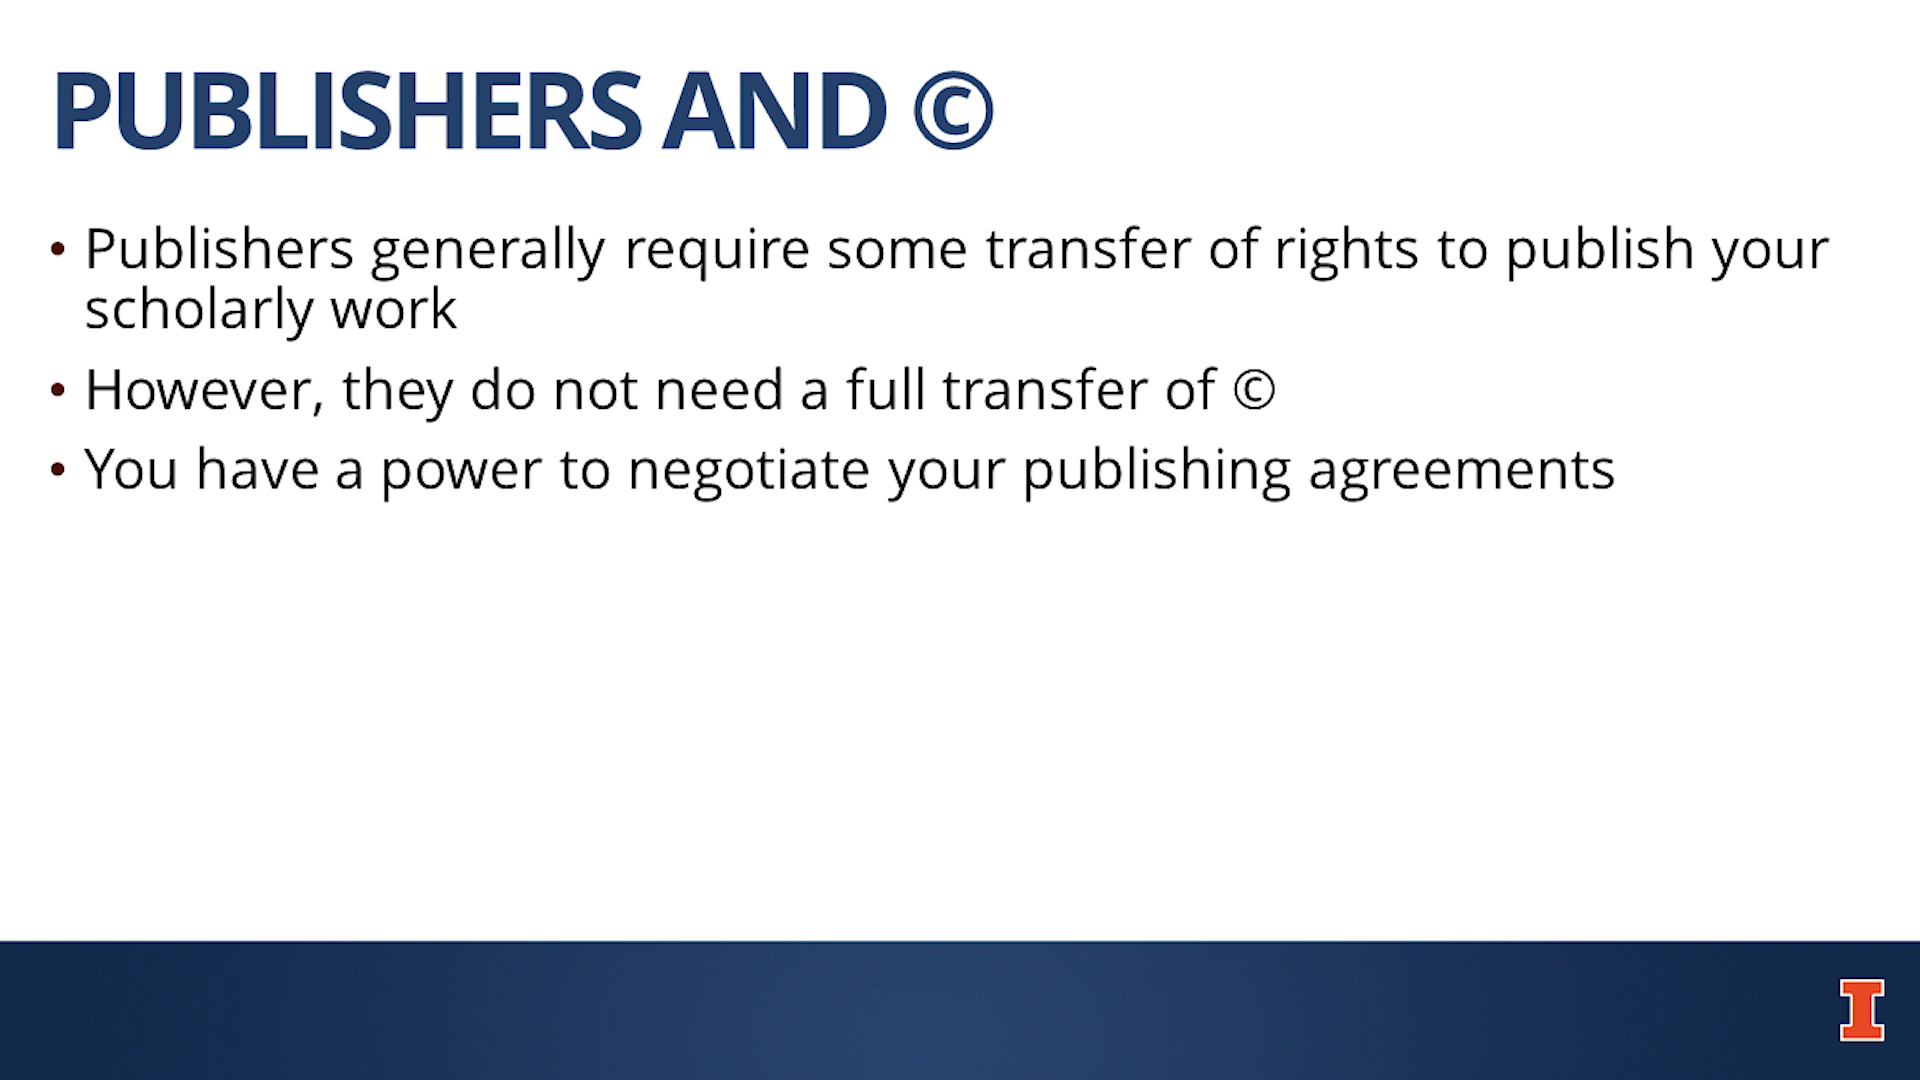 PUBLISHERS AND ©
• Publishers generally require some transfer of rights to publish your
scholarly work
• However, they do not need a full transfer of ©
• You have a power to negotiate your publishing agreements
I